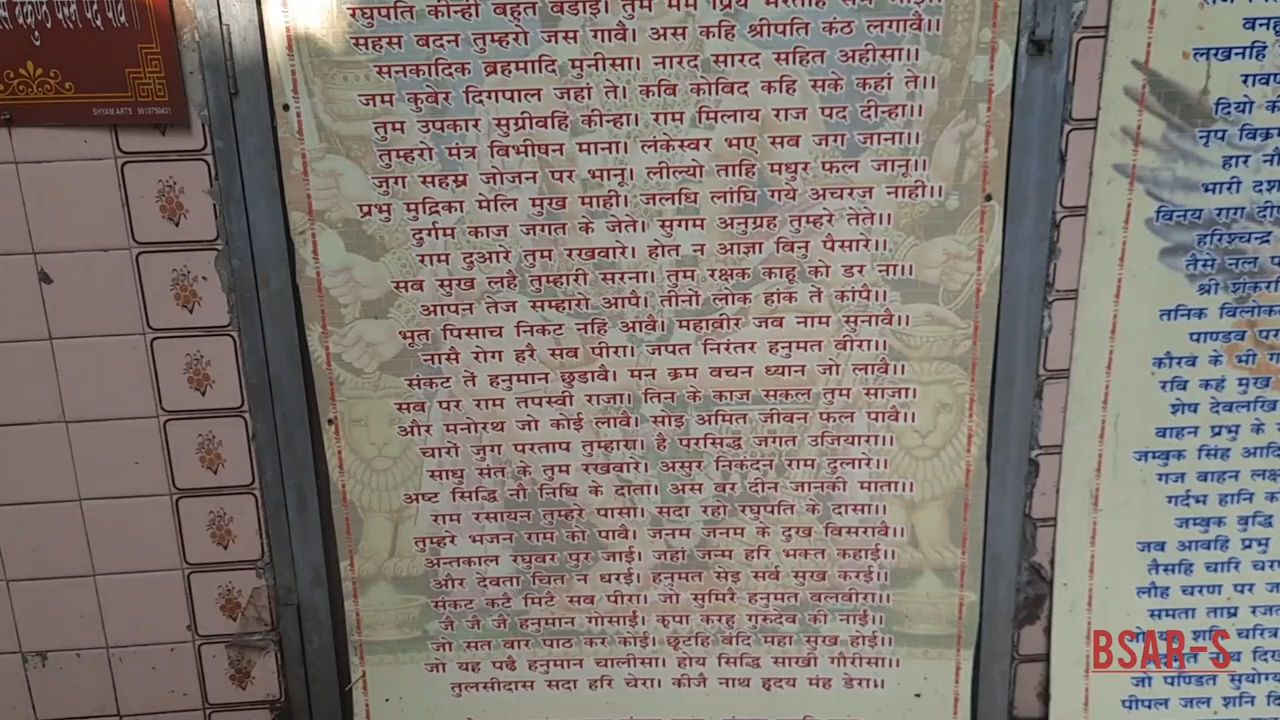 से बैकुण्ठ परम पद पावे ॥
SHYAM ARTS : 9810750431
रघुपति कीन्ही बहुत बडाई। तुम मम प्रिय
सहस बदन तुम्हरो जस गावै। अस कहि श्रीपति कंठ लगावैं।।
सनकादिक ब्रहमादि मुनीसा। नारद सारद सहित अहीसा।।
जम कुबेर दिगपाल जहां ते। कवि कोबिद कहि सके कहां ते।।
तुम उपकार सुग्रीवहिं कीन्हा। राम मिलाय राज पद दीन्हा।।
तुम्हरो मंत्र बिभीषन माना। लंकेस्वर भए सब जग जाना।।
जुग सहस्र जोजन पर भानू। लील्यो ताहि मधुर फल जानू।।
प्रभु मुद्रिका मेलि मुख माही। जलधि लांघि गये अचरज नाही।।
दुर्गम काज जगत के जेते। सुगम अनुग्रह तुम्हरे तेते।।
राम दुआरे तुम रखवारे। होत न आज्ञा बिनु पैसारे।।
सब सुख लहै तुम्हारी सरना। तुम रक्षक काहू को डर ना।।
आपन तेज सम्हारो आपै। तीनों लोक हांक तें कांपै।।
भूत पिसाच निकट नहिं आवै। महाबीर जब नाम सुनावै।।
नासै रोग हरै सब पीरा। जपत निरंतर हनुमत बीरा।।
संकट तें हनुमान छुडावै। मन क्रम बचन ध्यान जो लावै।।
सब पर राम तपस्वी राजा। तिन के काज सकल तुम साजा।
और मनोरथ जो कोई लावै। सोइ अमित जीवन फल पावै।।
चारों जुग परताप तुम्हारा। है परसिद्ध जगत उजियारा।।
साधु संत के तुम रखवारे। असुर निकंदन राम दुलारे।।
अष्ट सिद्धि नौ निधि के दाता। अस बर दीन जानकी माता।।
राम रसायन तुम्हरे पासा। सदा रहो रघुपति के दासा।।
तुम्हरे भजन राम को पावै। जनम जनम के दुख बिसरावै।।
अन्तकाल रघुबर पुर जाई। जहां जन्म हरि भक्त कहाई।।
और देवता चित न धरई। हनुमत सेइ सर्ब सुख करई।।
संकट कटै मिटै सब पीरा। जो सुमिरै हनुमत बलबीरा।।
जै जै जै हनुमान गोसाईं। कृपा करहु गुरुदेव की नाईं।।
जो सत बार पाठ कर कोई। छूटहि बंदि महा सुख होई।।
जो यह पढै हनुमान चालीसा। होय सिद्धि साखी गौरीसा।।
तुलसीदास सदा हरि चेरा। कीजै नाथ हृदय मंह डेरा।।
लखनहि
दियो
नृप
हार
भारी
विनय राग
हरिश्चन्द्र
तैसे नल
श्री
तनिक
पाण्डव
कौरव के भी
रवि कहं मुख
शेष
वाहन प्रभु के
जम्बुक सिंह आदि
गज वाहन
गर्दभ हानि
जम्बुक बुद्धि
जब आवहि प्रभु
तैसहि चारि
लौह चरण पर
समता ताम्र
जो पण्डित
पीपल जल शनि
BSAR-S